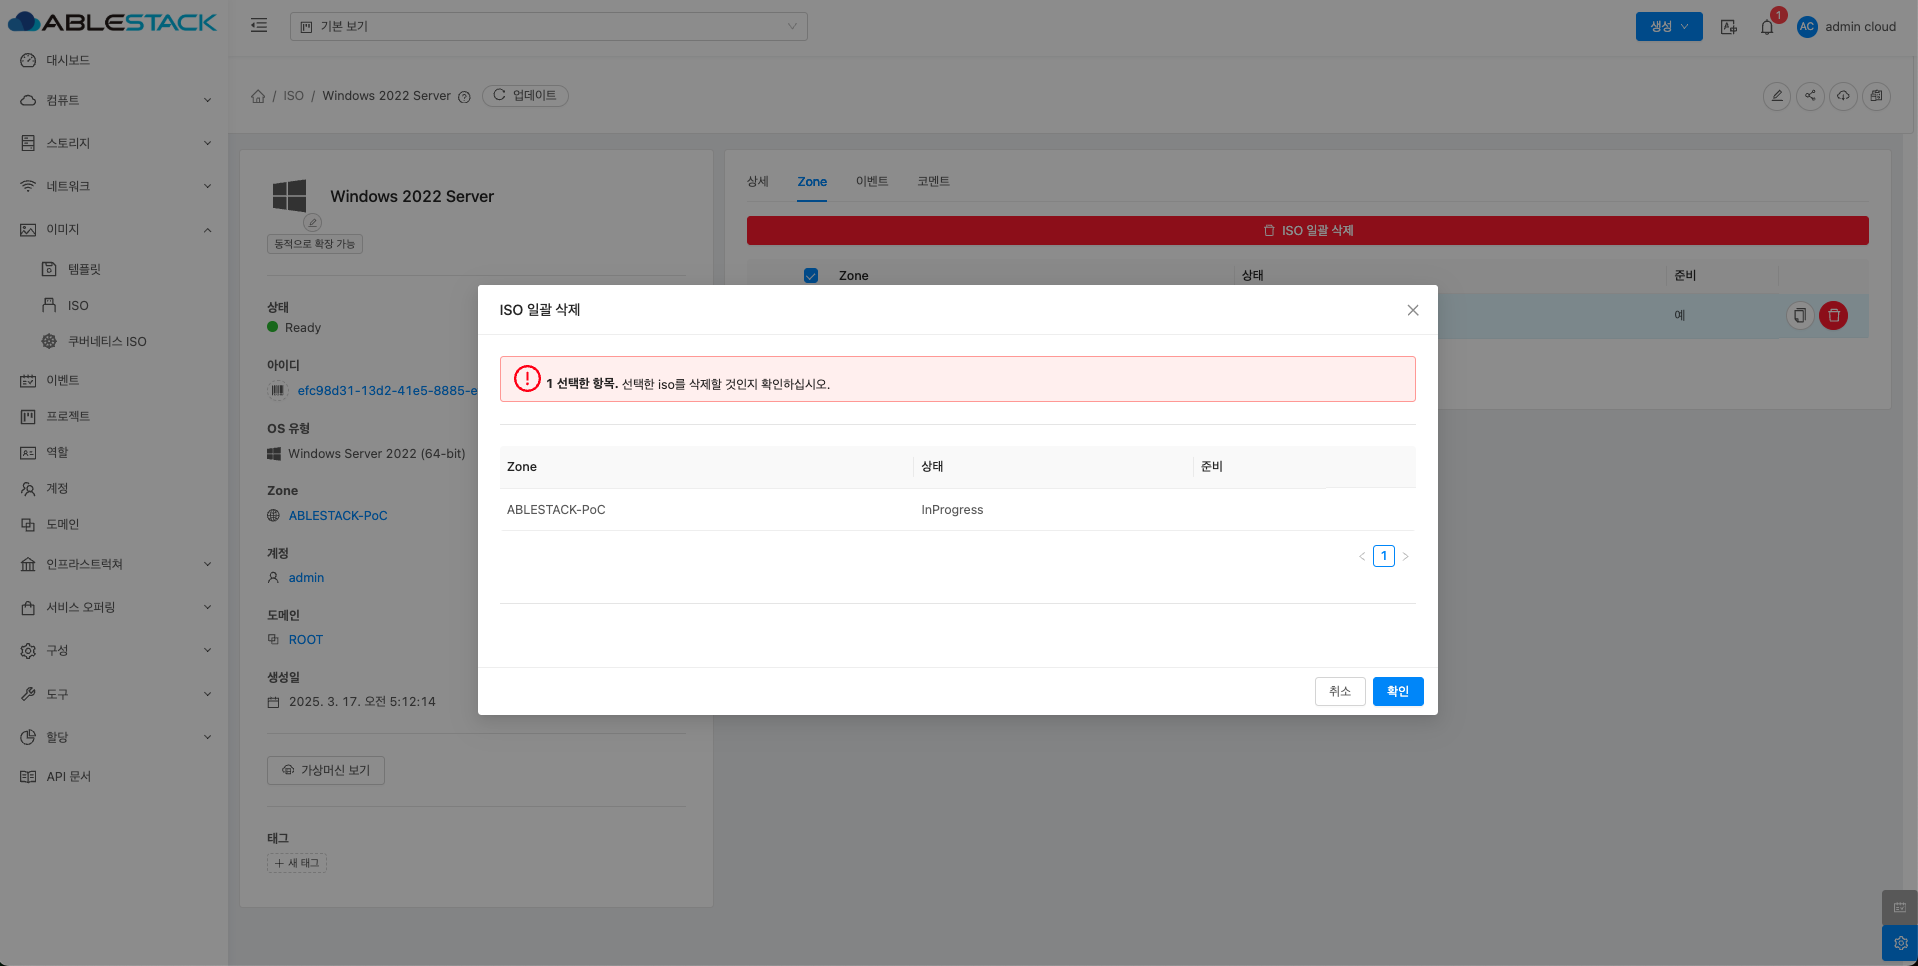 ABLESTACK
기본 보기
생성
1
AC
admin cloud
대시보드
컴퓨트
스토리지
네트워크
이미지
템플릿
ISO
쿠버네티스 ISO
이벤트
프로젝트
역할
계정
도메인
인프라스트럭쳐
서비스 오퍼링
구성
도구
할당
API 문서
/ ISO / Windows 2022 Server
업데이트
Windows 2022 Server
동적으로 확장 가능
상태
Ready
아이디
efc98d31-13d2-41e5-8885-e
OS 유형
Windows Server 2022 (64-bit)
Zone
ABLESTACK-PoC
계정
admin
도메인
ROOT
생성일
2025. 3. 17. 오전 5:12:14
가상머신 보기
태그
+ 새 태그
상세
Zone
이벤트
코멘트
ISO 일괄 삭제
Zone
상태
준비
예
ISO 일괄 삭제
1 선택한 항목. 선택한 iso를 삭제할 것인지 확인하십시오.
Zone
상태
준비
ABLESTACK-PoC
InProgress
< 1 >
취소
확인